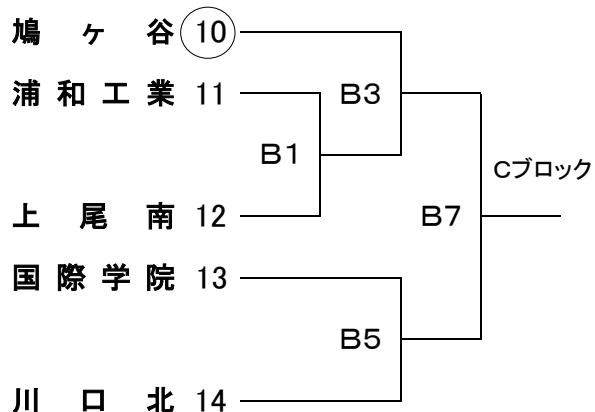 鳩ヶ谷 10
浦和工業 11
B3
B1
Cブロック
上尾南 12
B7
国際学院 13
B5
川口北 14